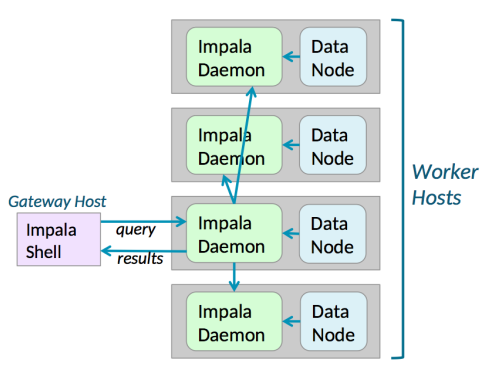 Impala
Daemon
Data
Node
Impala
Daemon
Data
Node
Worker
Hosts
Gateway Host
Impala
Shell
query
results
Impala
Daemon
Data
Node
Impala
Daemon
Data
Node